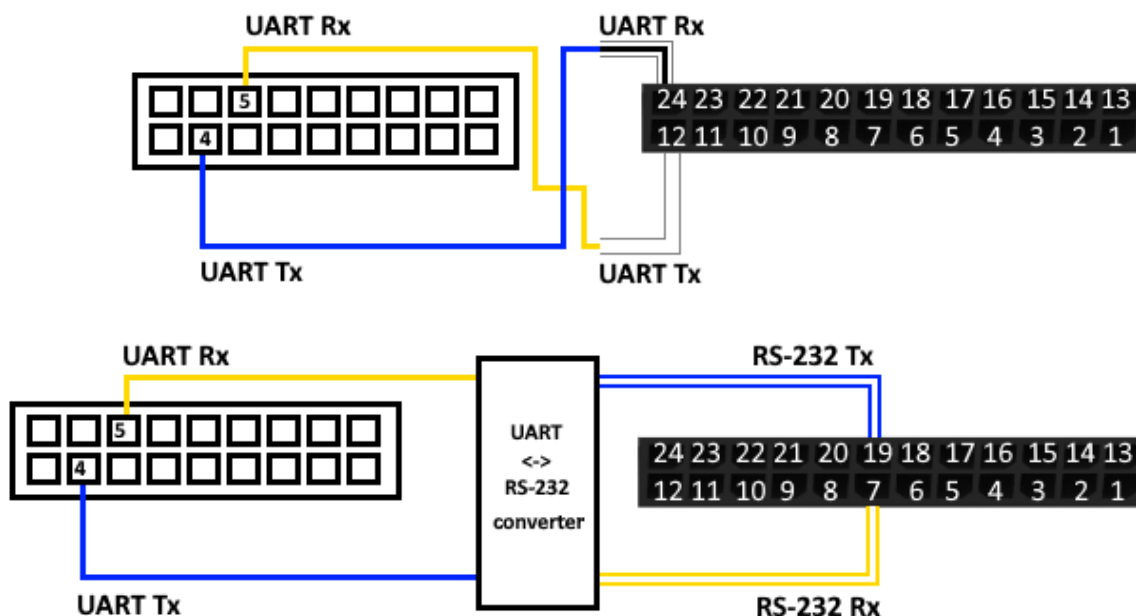 UART Rx
UART Rx
5
4
24 23 22 21 20 19 18 17 16 15 14 13
12 11 10 9 8 7 6 5 4 3 2 1
UART Tx
UART Tx
UART Rx
RS-232 Tx
5
4
UART
<->
RS-232
converter
24 23 22 21 20 19 18 17 16 15 14 13
12 11 10 9 8 7 6 5 4 3 2 1
UART Tx
RS-232 Rx